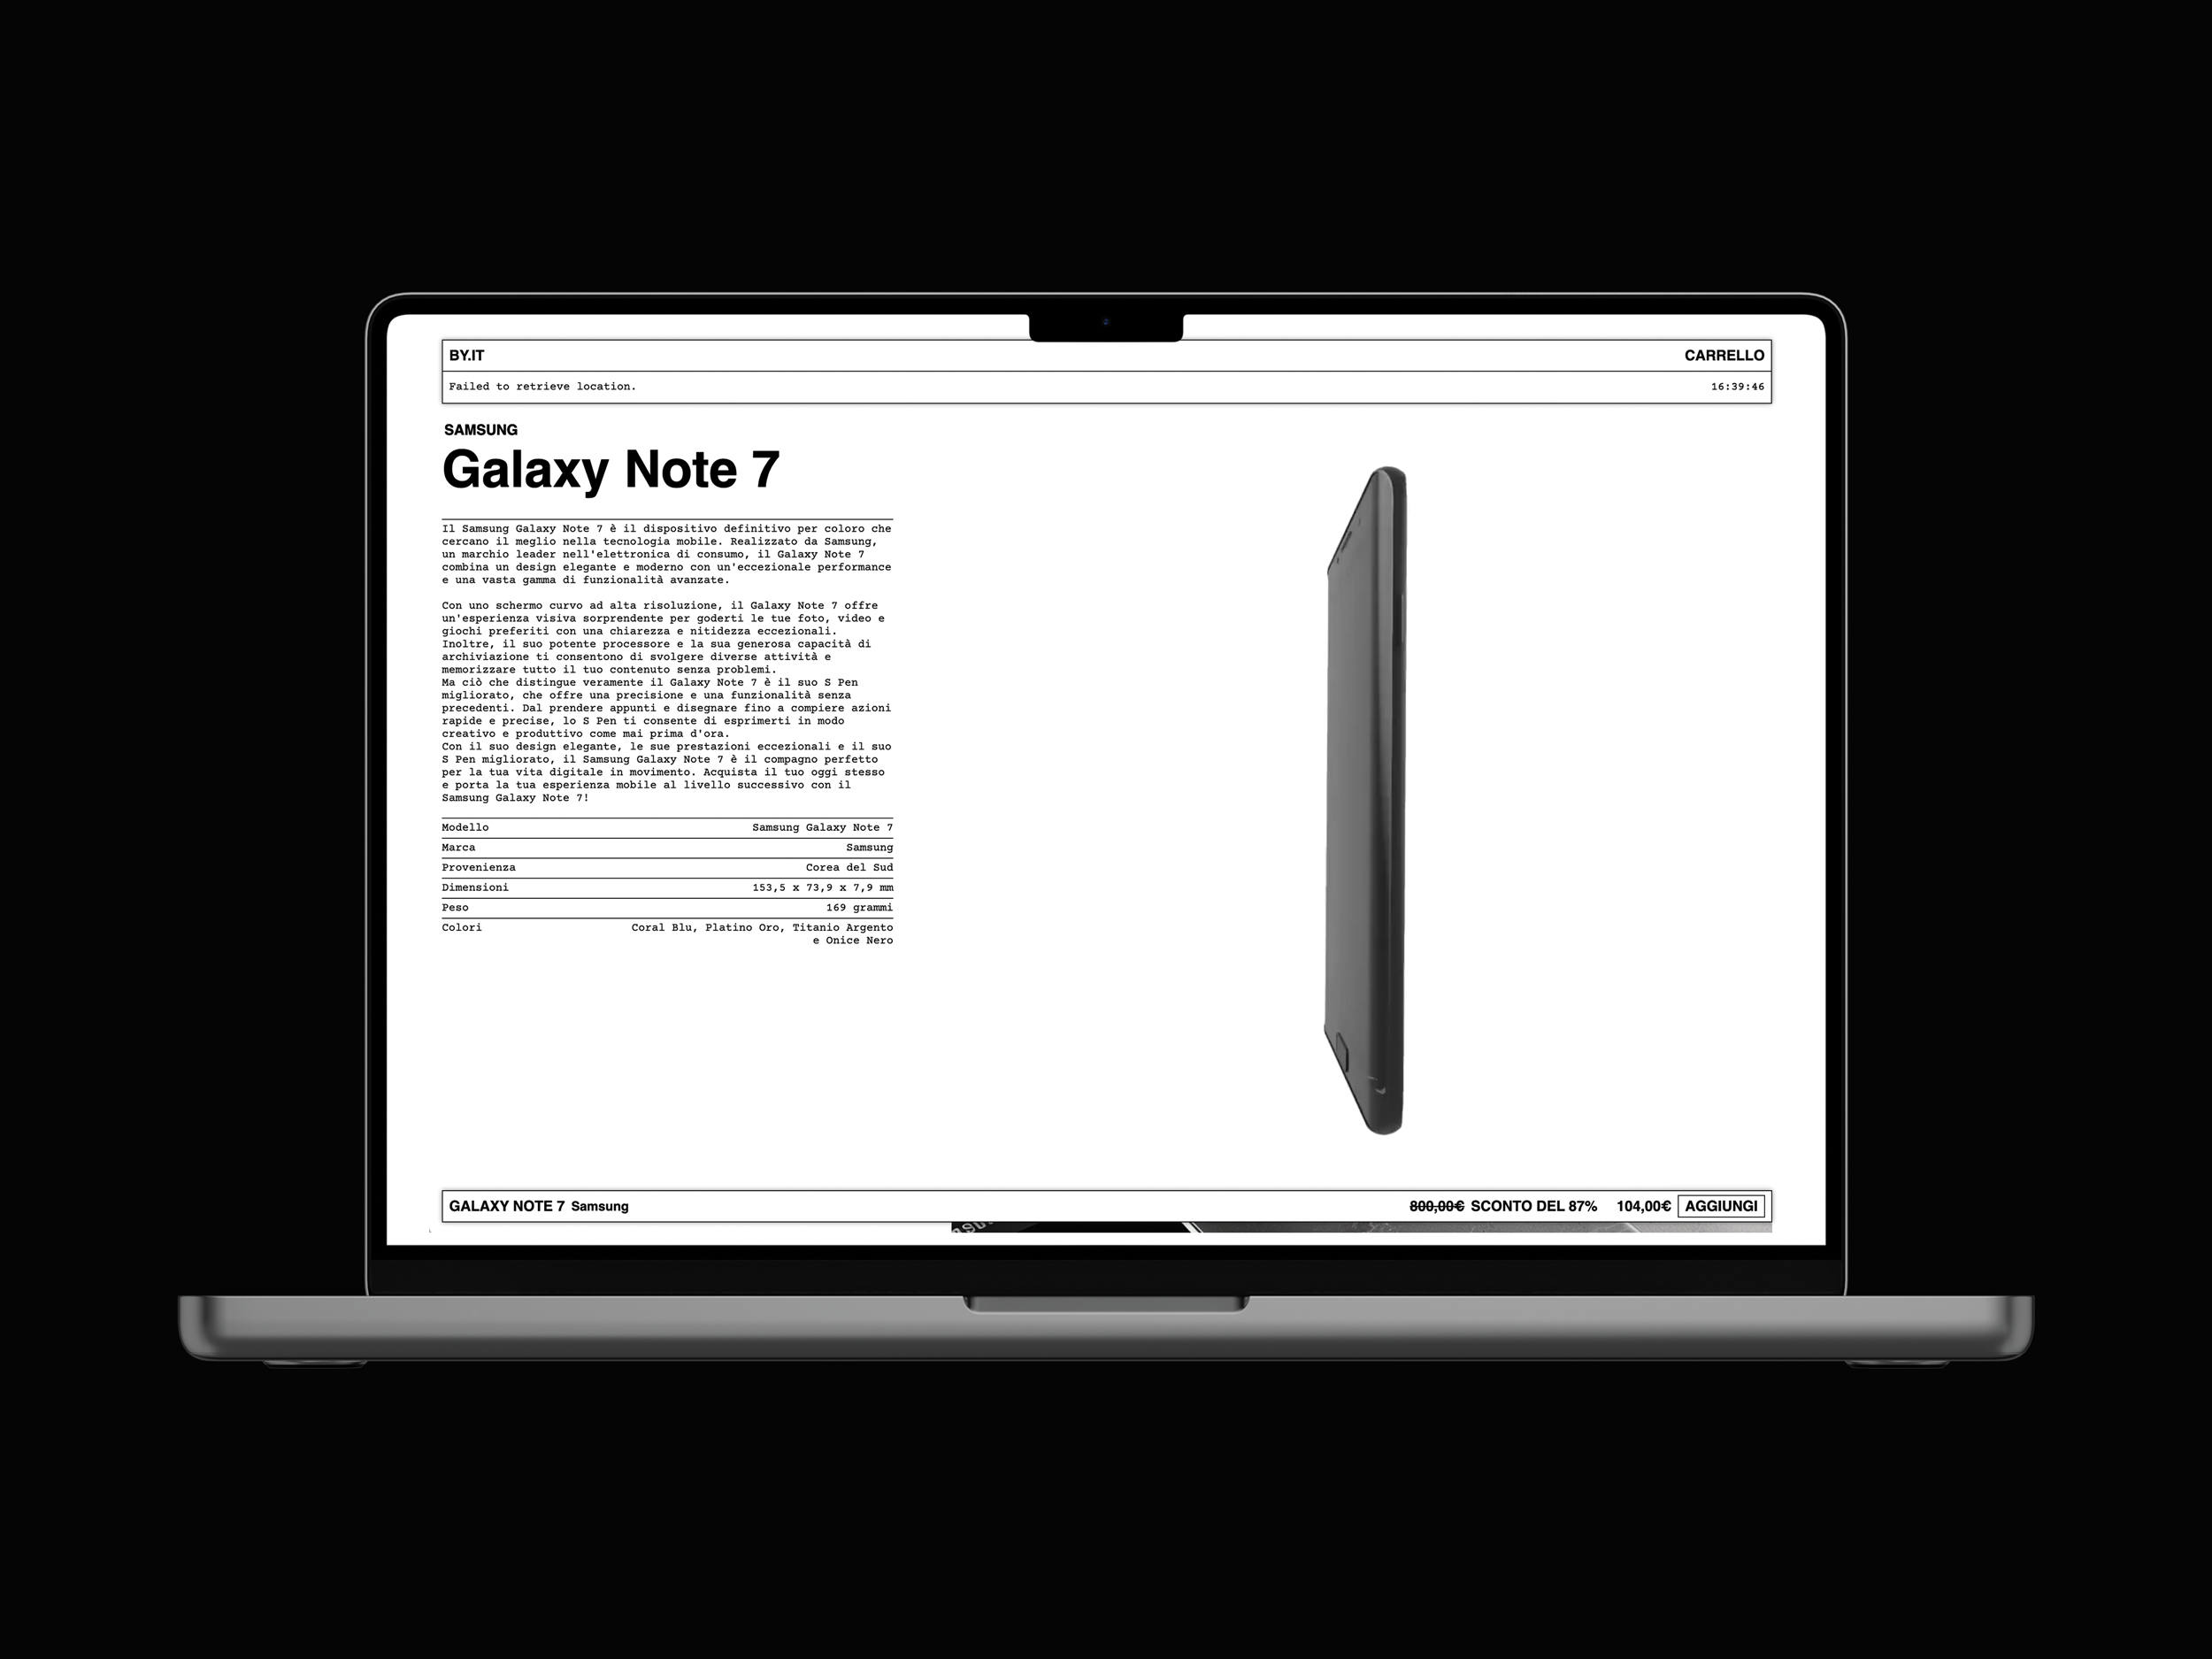 BY.IT
CARRELLO
Failed to retrieve location.
16:39:46
SAMSUNG
Galaxy Note 7
Il Samsung Galaxy Note 7 è il dispositivo definitivo per coloro che
cercano il meglio nella tecnologia mobile. Realizzato da Samsung,
un marchio leader nell'elettronica di consumo, il Galaxy Note 7
combina un design elegante e moderno con un'eccezionale performance
e una vasta gamma di funzionalità avanzate.
Con uno schermo curvo ad alta risoluzione, il Galaxy Note 7 offre
un'esperienza visiva sorprendente per goderti le tue foto, video e
giochi preferiti con una chiarezza e nitidezza eccezionali.
Inoltre, il suo potente processore e la sua generosa capacità di
archiviazione ti consentono di svolgere diverse attività e
memorizzare tutto il tuo contenuto senza problemi.
Ma ciò che distingue veramente il Galaxy Note 7 è il suo S Pen
migliorato, che offre una precisione e una funzionalità senza
precedenti. Dal prendere appunti e disegnare fino a compiere azioni
rapide e precise, lo S Pen ti consente di esprimerti in modo
creativo e produttivo come mai prima d'ora.
Con il suo design elegante, le sue prestazioni eccezionali e il suo
S Pen migliorato, il Samsung Galaxy Note 7 è il compagno perfetto
per la tua vita digitale in movimento. Acquista il tuo oggi stesso
e porta la tua esperienza mobile al livello successivo con il
Samsung Galaxy Note 7!
Modello Samsung Galaxy Note 7
Marca Samsung
Provenienza Corea del Sud
Dimensioni 153,5 x 73,9 x 7,9 mm
Peso 169 grammi
Colori Coral Blu, Platino Oro, Titanio Argento
e Onice Nero
GALAXY NOTE 7 Samsung
800,00€ SCONTO DEL 87% 104,00€ AGGIUNGI